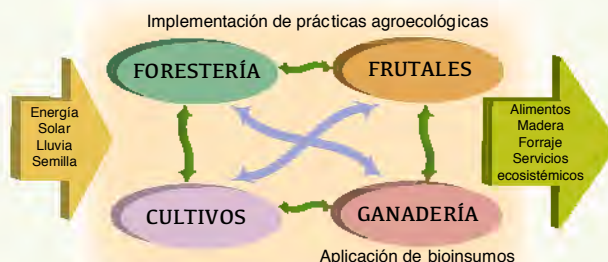 Implementación de prácticas agroecológicas
FORESTERÍA
FRUTALES
Energía
Solar
Lluvia
Semilla
Alimentos
Madera
Forraje
Servicios
ecosistémicos
CULTIVOS
GANADERÍA
Aplicación de bioinsumos